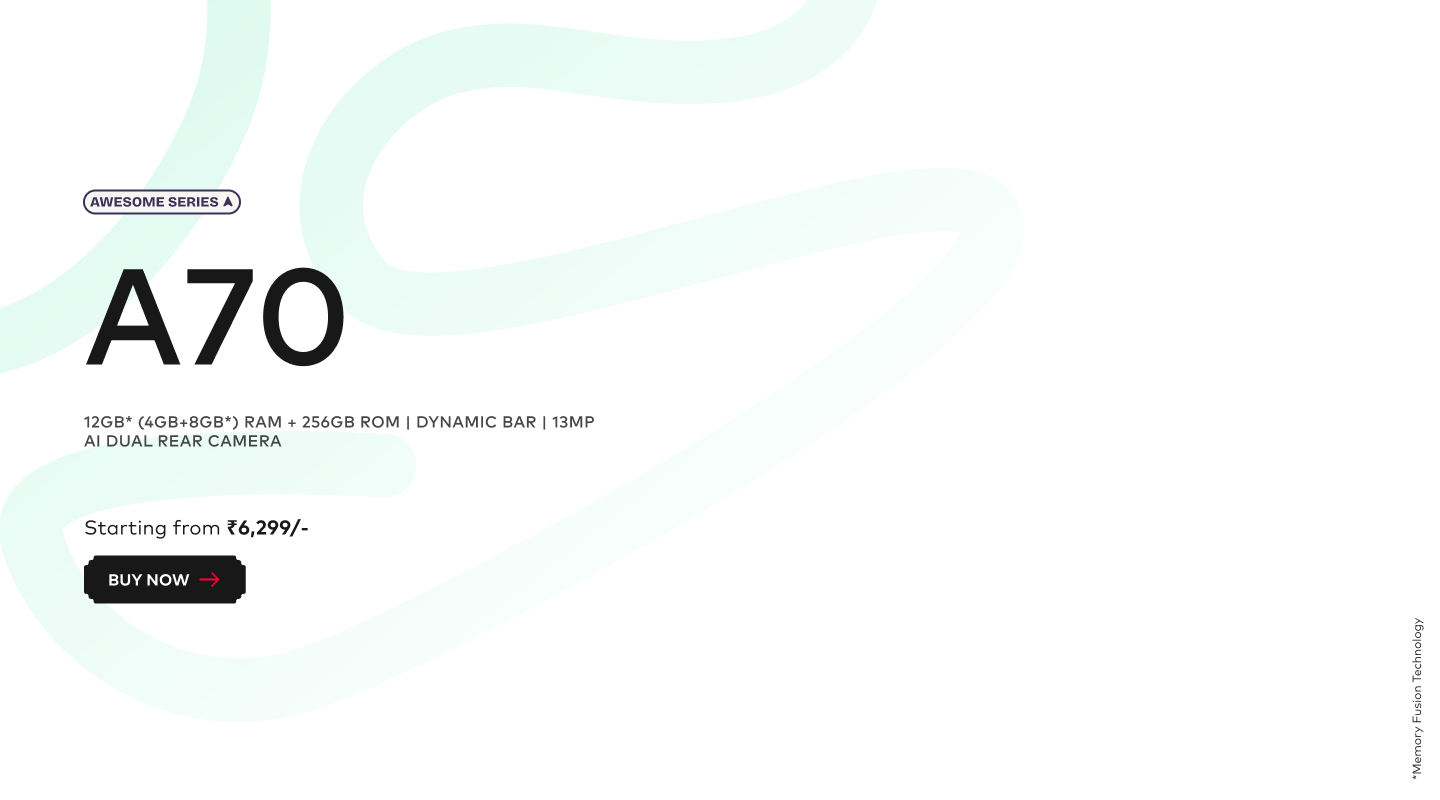 AWESOME SERIES
A70
12GB* (4GB+8GB*) RAM + 256GB ROM | DYNAMIC BAR | 13MP
AI DUAL REAR CAMERA
Starting from ₹6,299/-
BUY NOW
*Memory Fusion Technology